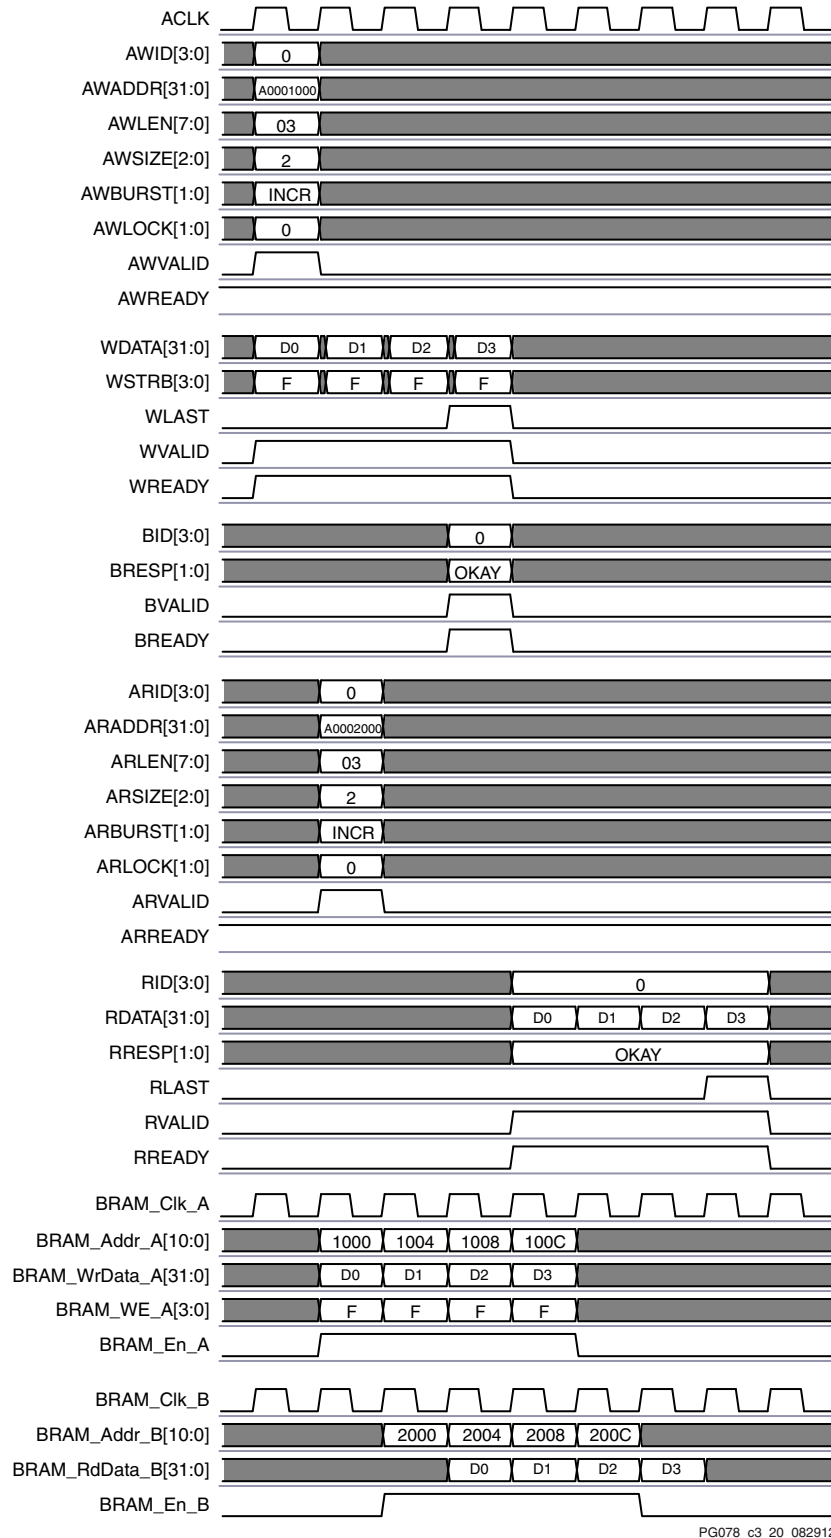 ACLK
AWID[3:0] 0
AWADDR[31:0] A0001000
AWLEN[7:0] 03
AWSIZE[2:0] 2
AWBURST[1:0] INCR
AWLOCK[1:0] 0
AWVALID
AWREADY
WDATA[31:0] D0 D1 D2 D3
WSTRB[3:0] F F F F
WLAST
WVALID
WREADY
BID[3:0] 0
BRESP[1:0] OKAY
BVALID
BREADY
ARID[3:0] 0
ARADDR[31:0] A0002000
ARLEN[7:0] 03
ARSIZE[2:0] 2
ARBURST[1:0] INCR
ARLOCK[1:0] 0
ARVALID
ARREADY
RID[3:0] 0
RDATA[31:0] D0 D1 D2 D3
RRESP[1:0] OKAY
RLAST
RVALID
RREADY
BRAM_Clk_A
BRAM_Addr_A[10:0] 1000 1004 1008 100C
BRAM_WrData_A[31:0] D0 D1 D2 D3
BRAM_WE_A[3:0] F F F F
BRAM_En_A
BRAM_Clk_B
BRAM_Addr_B[10:0] 2000 2004 2008 200C
BRAM_RdData_B[31:0] D0 D1 D2 D3
BRAM_En_B
PG078_c3_20_082912